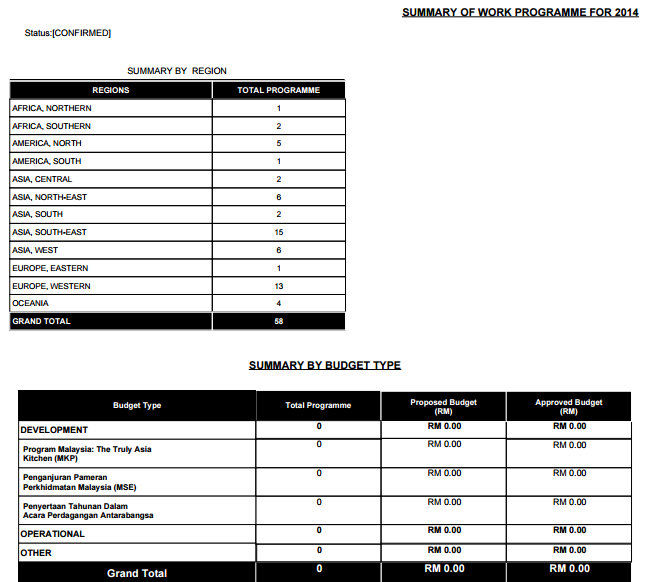 SUMMARY OF WORK PROGRAMME FOR 2014
Status:[CONFIRMED]
SUMMARY BY REGION
REGIONS TOTAL PROGRAMME
AFRICA, NORTHERN 1
AFRICA, SOUTHERN 2
AMERICA, NORTH 5
AMERICA, SOUTH 1
ASIA, CENTRAL 2
ASIA, NORTH-EAST 6
ASIA, SOUTH 2
ASIA, SOUTH-EAST 15
ASIA, WEST 6
EUROPE, EASTERN 1
EUROPE, WESTERN 13
OCEANIA 4
GRAND TOTAL 58
SUMMARY BY BUDGET TYPE
Budget Type Total Programme Proposed Budget (RM) Approved Budget (RM)
DEVELOPMENT 0 RM 0.00 RM 0.00
Program Malaysia: The Truly Asia 0 RM 0.00 RM 0.00
Kitchen (MKP)
Penganjuran Pameran 0 RM 0.00 RM 0.00
Perkhidmatan Malaysia (MSE)
Penyertaan Tahunan Dalam 0 RM 0.00 RM 0.00
Acara Perdagangan Antarabangsa
OPERATIONAL 0 RM 0.00 RM 0.00
OTHER 0 RM 0.00 RM 0.00
Grand Total 0 RM 0.00 RM 0.00